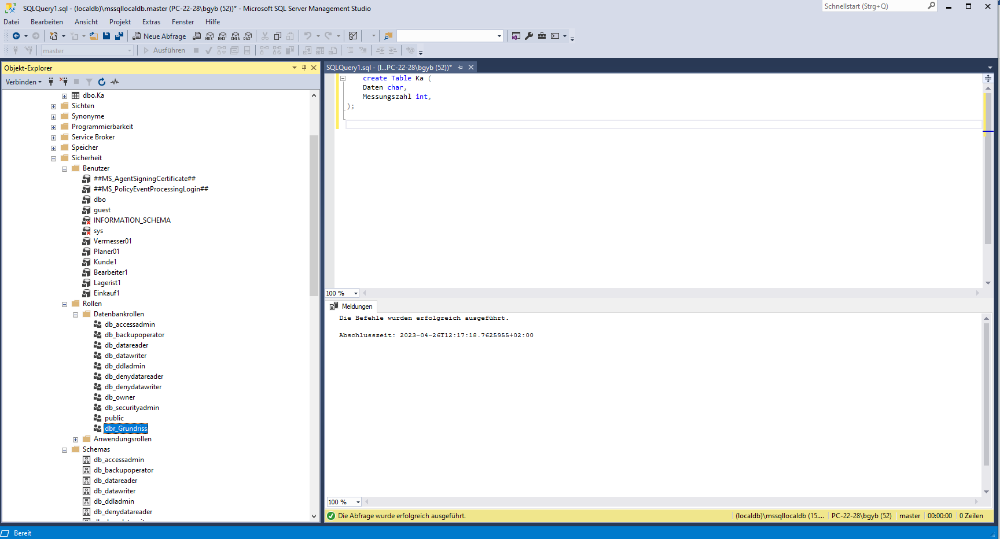 SQLQuery1.sql - (localdb)\mssqllocaldb.master (PC-22-28\bgyb (52))* - Microsoft SQL Server Management Studio
Schnellstart (Strg+Q)
Datei Bearbeiten Ansicht Projekt Extras Fenster Hilfe
Neue Abfrage MDX DMX XMLA DAX
master Ausführen
Objekt-Explorer
Verbinden
dbo.Ka
Sichten
Synonyme
Programmierbarkeit
Service Broker
Speicher
Sicherheit
Benutzer
##MS_AgentSigningCertificate##
##MS_PolicyEventProcessingLogin##
dbo
guest
INFORMATION_SCHEMA
sys
Vermesser01
Planer01
Kunde1
Bearbeiter1
Lagerist1
Einkauf1
Rollen
Datenbankrollen
db_accessadmin
db_backupoperator
db_datareader
db_datawriter
db_ddladmin
db_denydatareader
db_denydatawriter
db_owner
db_securityadmin
public
dbr_Grundriss
Anwendungsrollen
Schemas
db_accessadmin
db_backupoperator
db_datareader
db_datawriter
db_ddladmin
db_denydatareader
SQLQuery1.sql - (l...PC-22-28\bgyb (52))*
create Table Ka (
Daten char,
Messungszahl int,
);
100 %
Meldungen
Die Befehle wurden erfolgreich ausgeführt.
Abschlusszeit: 2023-04-26T12:17:18.7625955+02:00
100 %
Die Abfrage wurde erfolgreich ausgeführt. (localdb)\mssqllocaldb (15.... PC-22-28\bgyb (52) master 00:00:00 0 Zeilen
Bereit